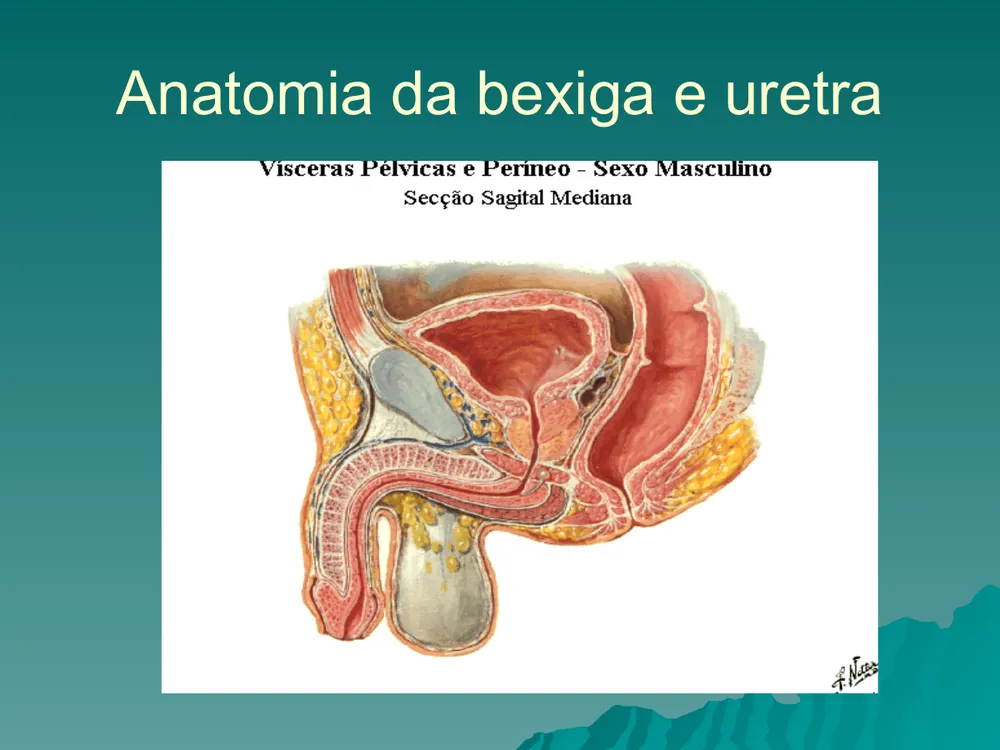 Anatomia da bexiga e uretra
Vísceras Pélvicas e Períneo - Sexo Masculino
Secção Sagital Mediana